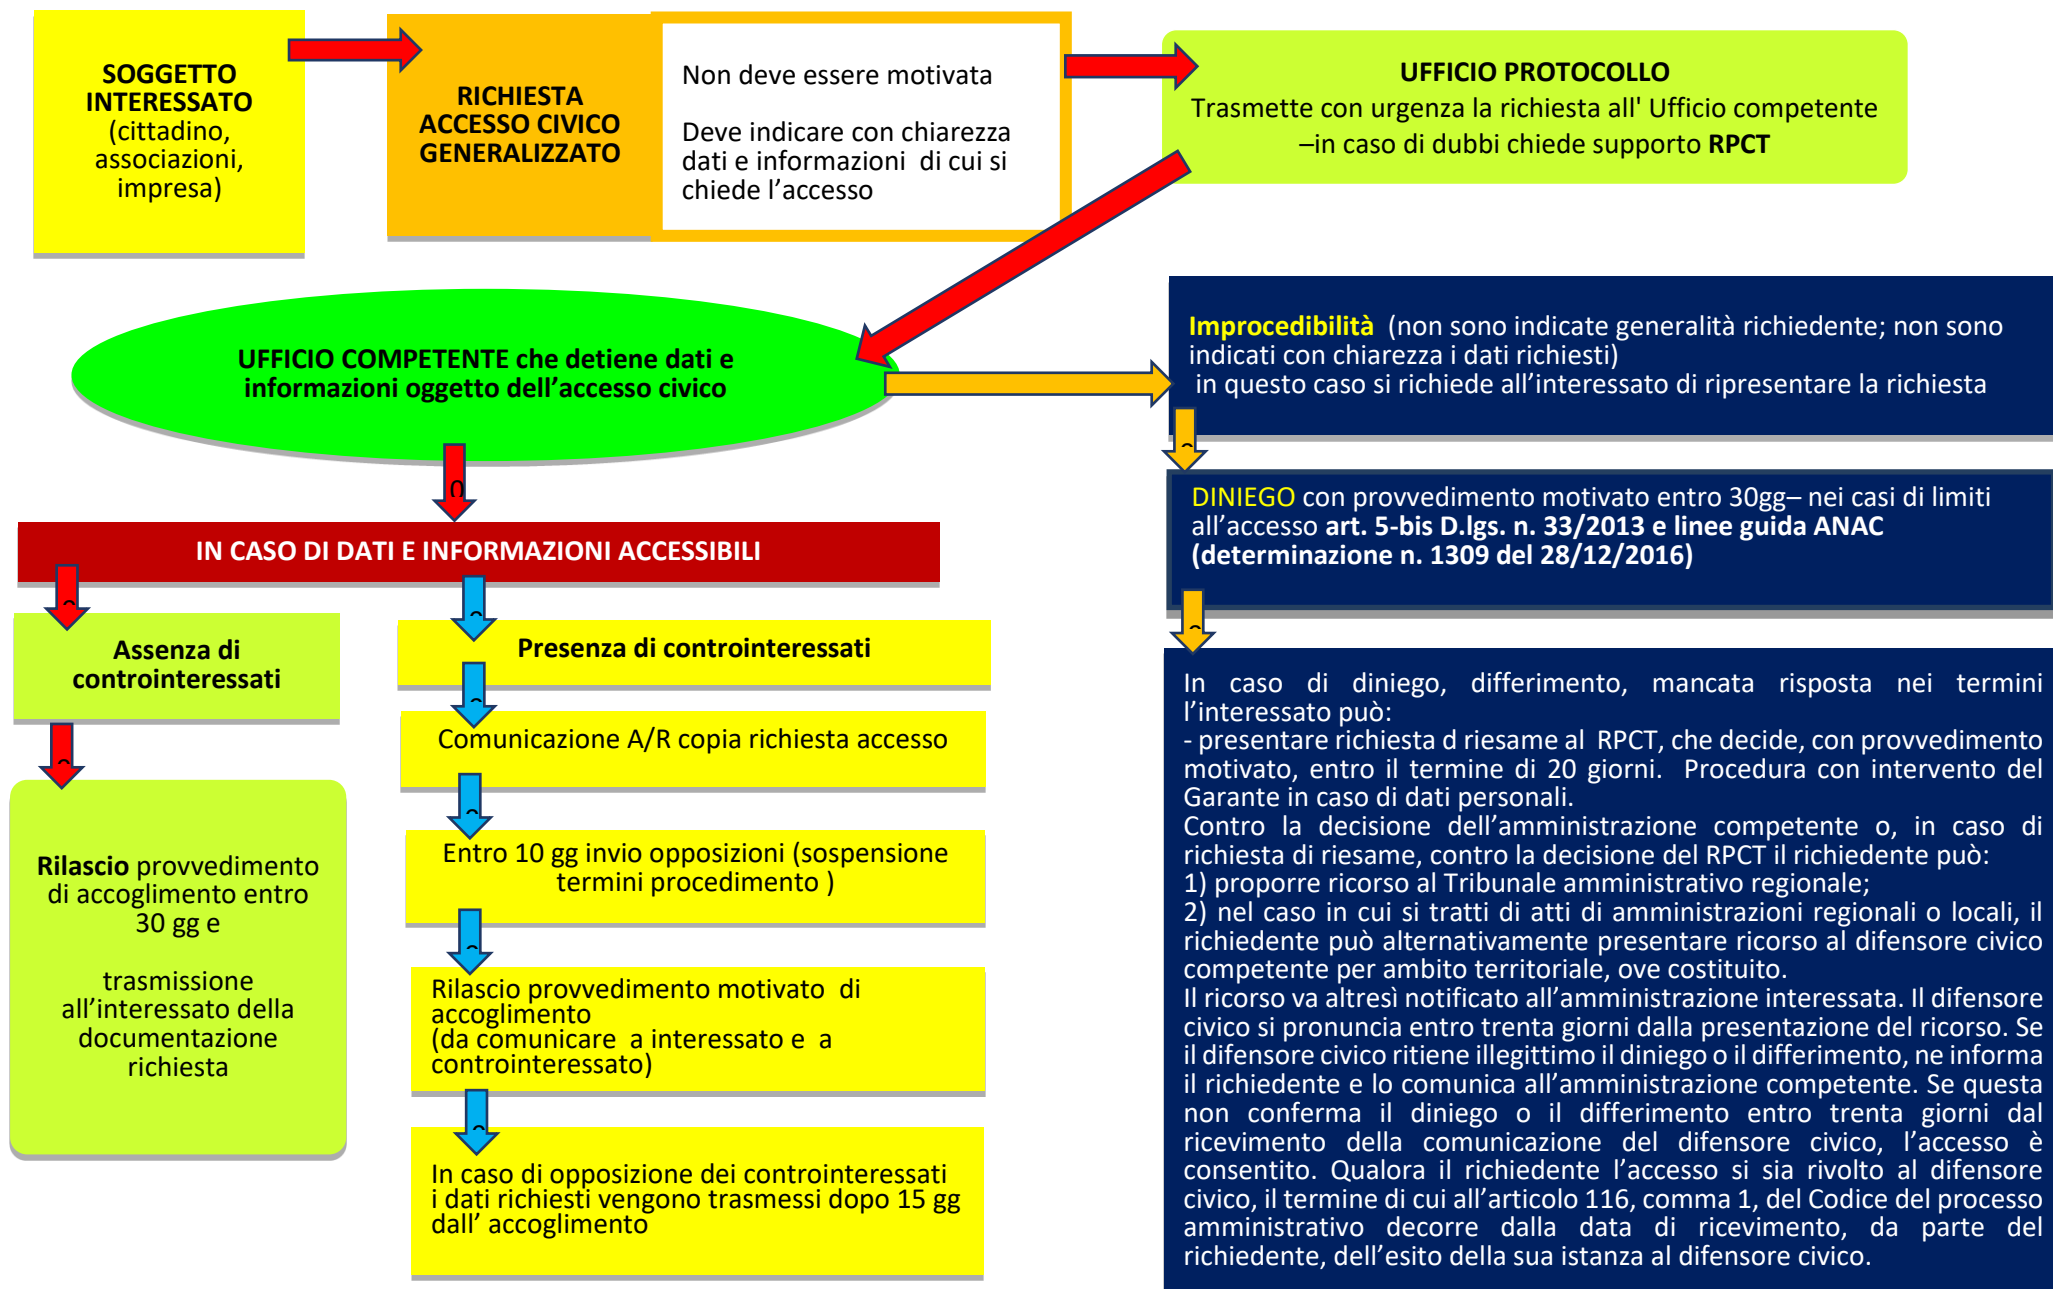 SOGGETTO
INTERESSATO
(cittadino,
associazioni,
impresa)
RICHIESTA
ACCESSO CIVICO
GENERALIZZATO
Non deve essere motivata
Deve indicare con chiarezza
dati e informazioni di cui si
chiede l’accesso
UFFICIO PROTOCOLLO
Trasmette con urgenza la richiesta all' Ufficio competente
–in caso di dubbi chiede supporto RPCT
UFFICIO COMPETENTE che detiene dati e
informazioni oggetto dell’accesso civico
0
IN CASO DI DATI E INFORMAZIONI ACCESSIBILI
Assenza di
controinteressati
Rilascio provvedimento
di accoglimento entro
30 gg e
trasmissione
all’interessato della
documentazione
richiesta
Presenza di controinteressati
Comunicazione A/R copia richiesta accesso
Entro 10 gg invio opposizioni (sospensione
termini procedimento )
Rilascio provvedimento motivato di
accoglimento
(da comunicare a interessato e a
controinteressato)
In caso di opposizione dei controinteressati
i dati richiesti vengono trasmessi dopo 15 gg
dall’ accoglimento
Improcedibilità (non sono indicate generalità richiedente; non sono
indicati con chiarezza i dati richiesti)
in questo caso si richiede all’interessato di ripresentare la richiesta
DINIEGO con provvedimento motivato entro 30gg– nei casi di limiti
all’accesso art. 5-bis D.lgs. n. 33/2013 e linee guida ANAC
(determinazione n. 1309 del 28/12/2016)
In caso di diniego, differimento, mancata risposta nei termini
l’interessato può:
- presentare richiesta d riesame al RPCT, che decide, con provvedimento
motivato, entro il termine di 20 giorni. Procedura con intervento del
Garante in caso di dati personali.
Contro la decisione dell’amministrazione competente o, in caso di
richiesta di riesame, contro la decisione del RPCT il richiedente può:
1) proporre ricorso al Tribunale amministrativo regionale;
2) nel caso in cui si tratti di atti di amministrazioni regionali o locali, il
richiedente può alternativamente presentare ricorso al difensore civico
competente per ambito territoriale, ove costituito.
Il ricorso va altresì notificato all’amministrazione interessata. Il difensore
civico si pronuncia entro trenta giorni dalla presentazione del ricorso. Se
il difensore civico ritiene illegittimo il diniego o il differimento, ne informa
il richiedente e lo comunica all’amministrazione competente. Se questa
non conferma il diniego o il differimento entro trenta giorni dal
ricevimento della comunicazione del difensore civico, l’accesso è
consentito. Qualora il richiedente l’accesso si sia rivolto al difensore
civico, il termine di cui all’articolo 116, comma 1, del Codice del processo
amministrativo decorre dalla data di ricevimento, da parte del
richiedente, dell’esito della sua istanza al difensore civico.